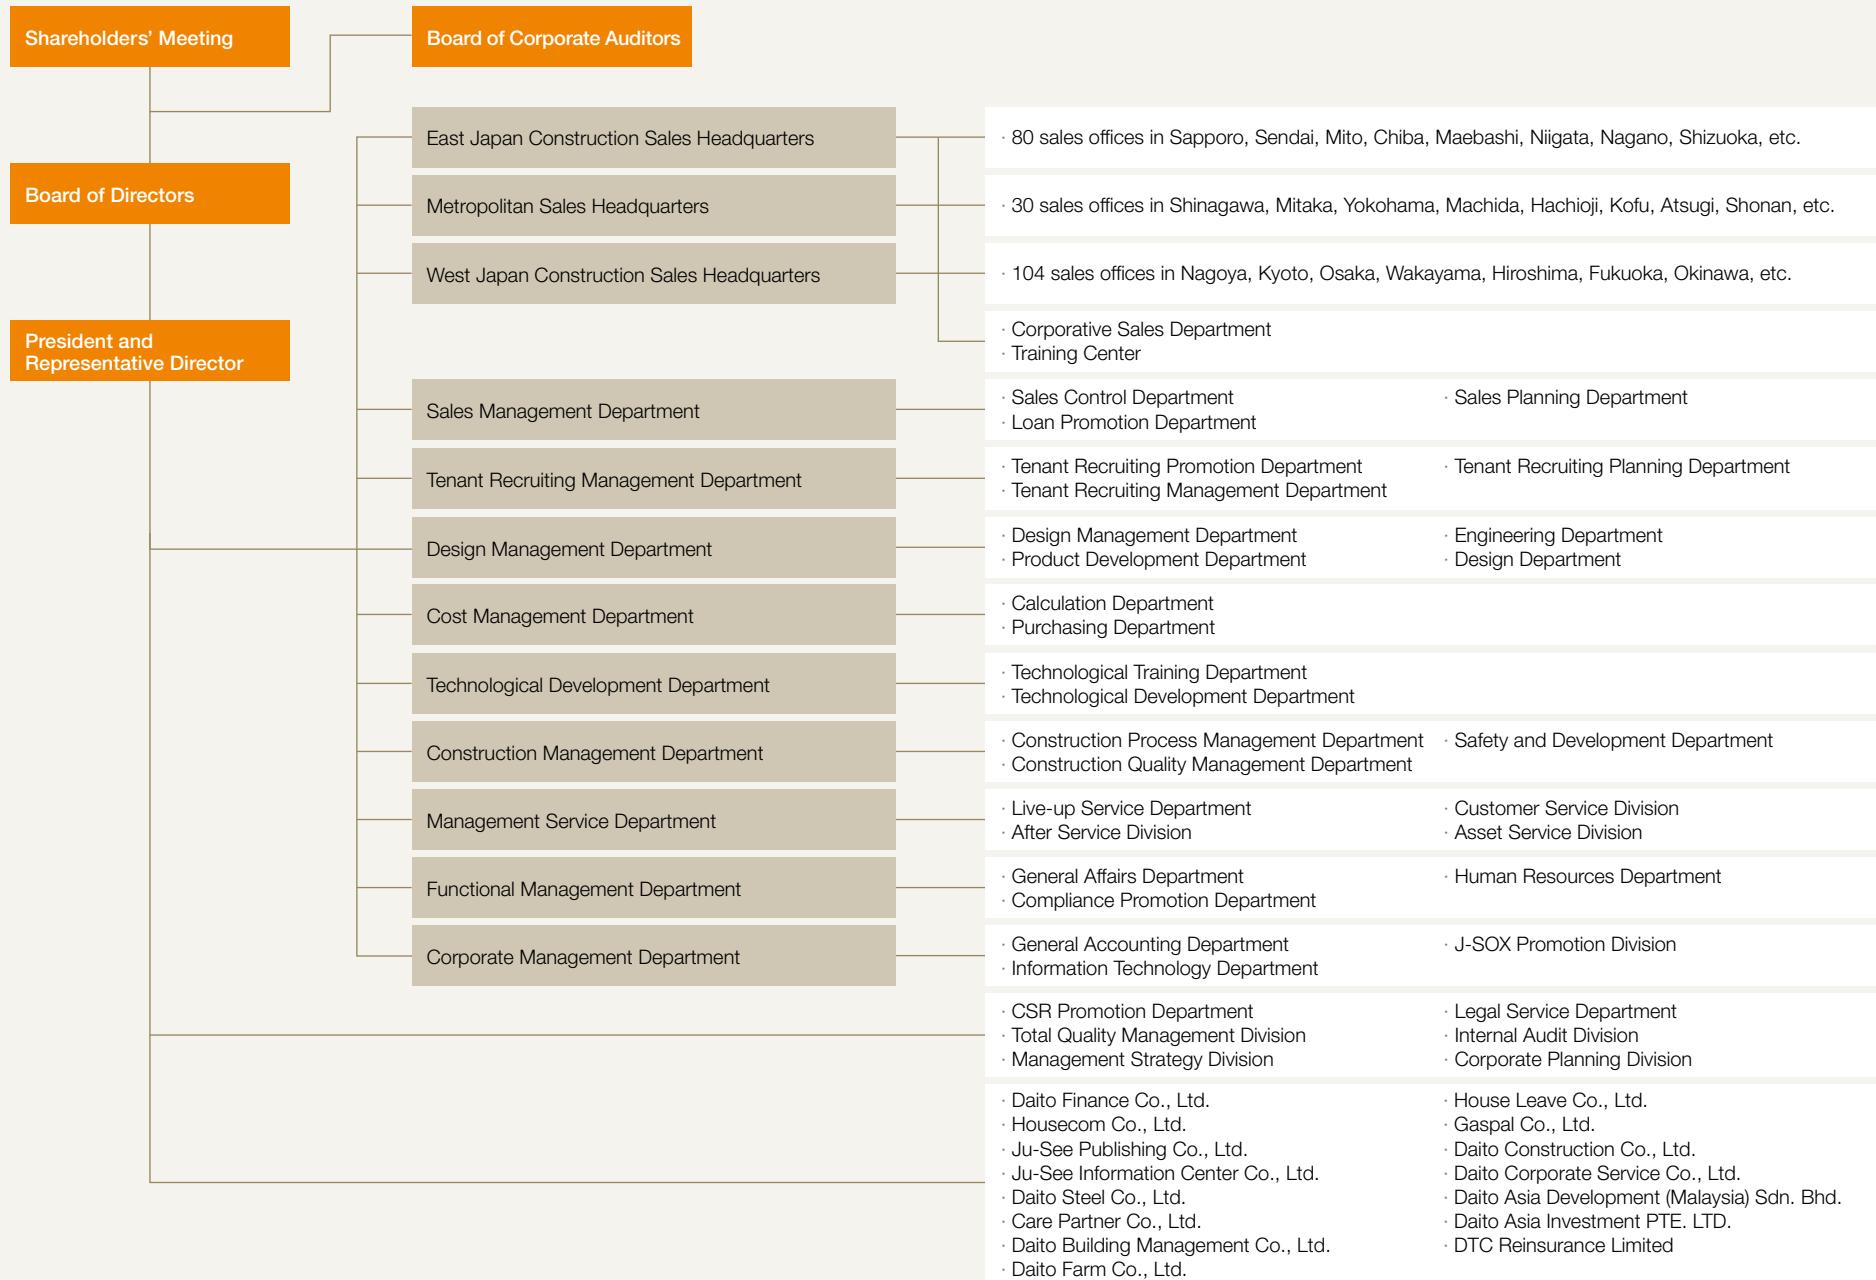 Shareholders' Meeting
Board of Corporate Auditors
Board of Directors
President and
Representative Director
East Japan Construction Sales Headquarters
· 80 sales offices in Sapporo, Sendai, Mito, Chiba, Maebashi, Niigata, Nagano, Shizuoka, etc.
Metropolitan Sales Headquarters
· 30 sales offices in Shinagawa, Mitaka, Yokohama, Machida, Hachioji, Kofu, Atsugi, Shonan, etc.
West Japan Construction Sales Headquarters
· 104 sales offices in Nagoya, Kyoto, Osaka, Wakayama, Hiroshima, Fukuoka, Okinawa, etc.
· Corporative Sales Department
· Training Center
Sales Management Department
· Sales Control Department
· Loan Promotion Department
· Sales Planning Department
Tenant Recruiting Management Department
· Tenant Recruiting Promotion Department
· Tenant Recruiting Management Department
· Tenant Recruiting Planning Department
Design Management Department
· Design Management Department
· Product Development Department
· Engineering Department
· Design Department
Cost Management Department
· Calculation Department
· Purchasing Department
Technological Development Department
· Technological Training Department
· Technological Development Department
Construction Management Department
· Construction Process Management Department
· Construction Quality Management Department
· Safety and Development Department
Management Service Department
· Live-up Service Department
· After Service Division
· Customer Service Division
· Asset Service Division
Functional Management Department
· General Affairs Department
· Compliance Promotion Department
· Human Resources Department
Corporate Management Department
· General Accounting Department
· Information Technology Department
· J-SOX Promotion Division
· CSR Promotion Department
· Total Quality Management Division
· Management Strategy Division
· Legal Service Department
· Internal Audit Division
· Corporate Planning Division
· Daito Finance Co., Ltd.
· Housecom Co., Ltd.
· Ju-See Publishing Co., Ltd.
· Ju-See Information Center Co., Ltd.
· Daito Steel Co., Ltd.
· Care Partner Co., Ltd.
· Daito Building Management Co., Ltd.
· Daito Farm Co., Ltd.
· House Leave Co., Ltd.
· Gaspal Co., Ltd.
· Daito Construction Co., Ltd.
· Daito Corporate Service Co., Ltd.
· Daito Asia Development (Malaysia) Sdn. Bhd.
· Daito Asia Investment PTE. LTD.
· DTC Reinsurance Limited